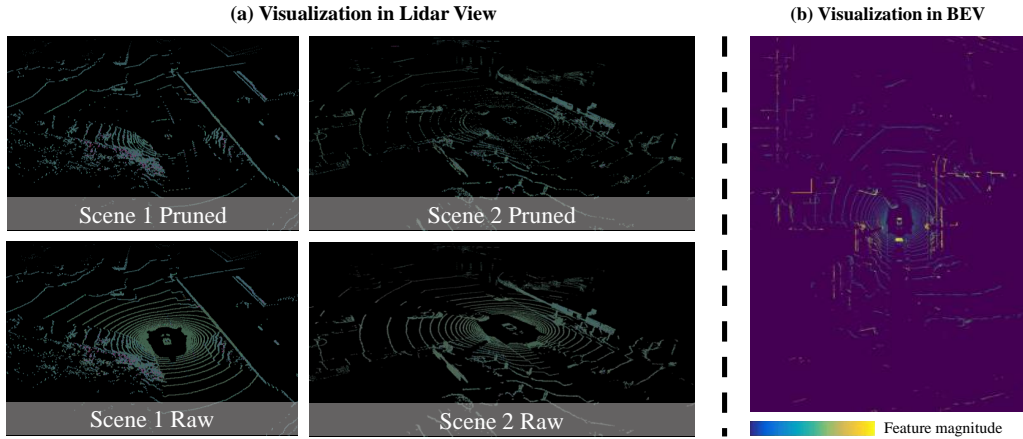 (a) Visualization in Lidar View
(b) Visualization in BEV
Scene 1 Pruned
Scene 2 Pruned
Scene 1 Raw
Scene 2 Raw
Feature magnitude